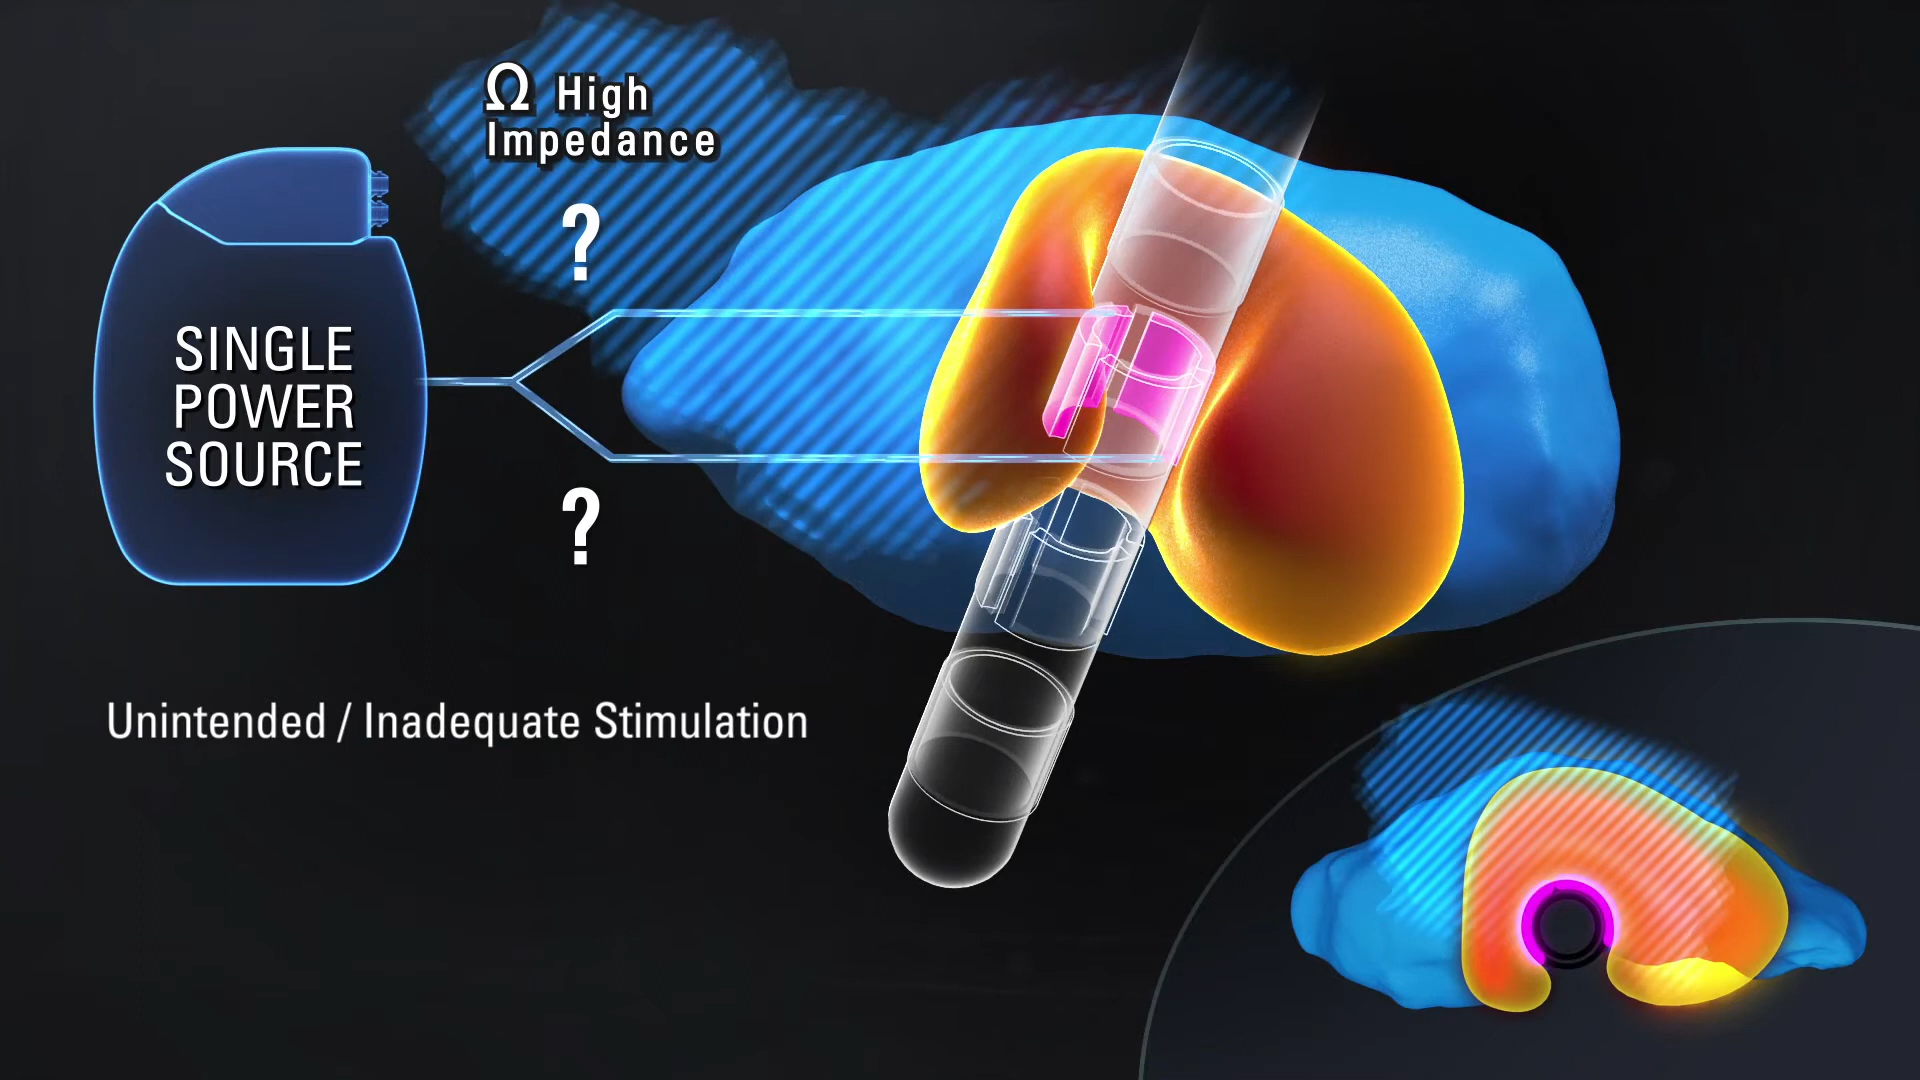 Ω High
Impedance
?
SINGLE
POWER
SOURCE
?
Unintended / Inadequate Stimulation